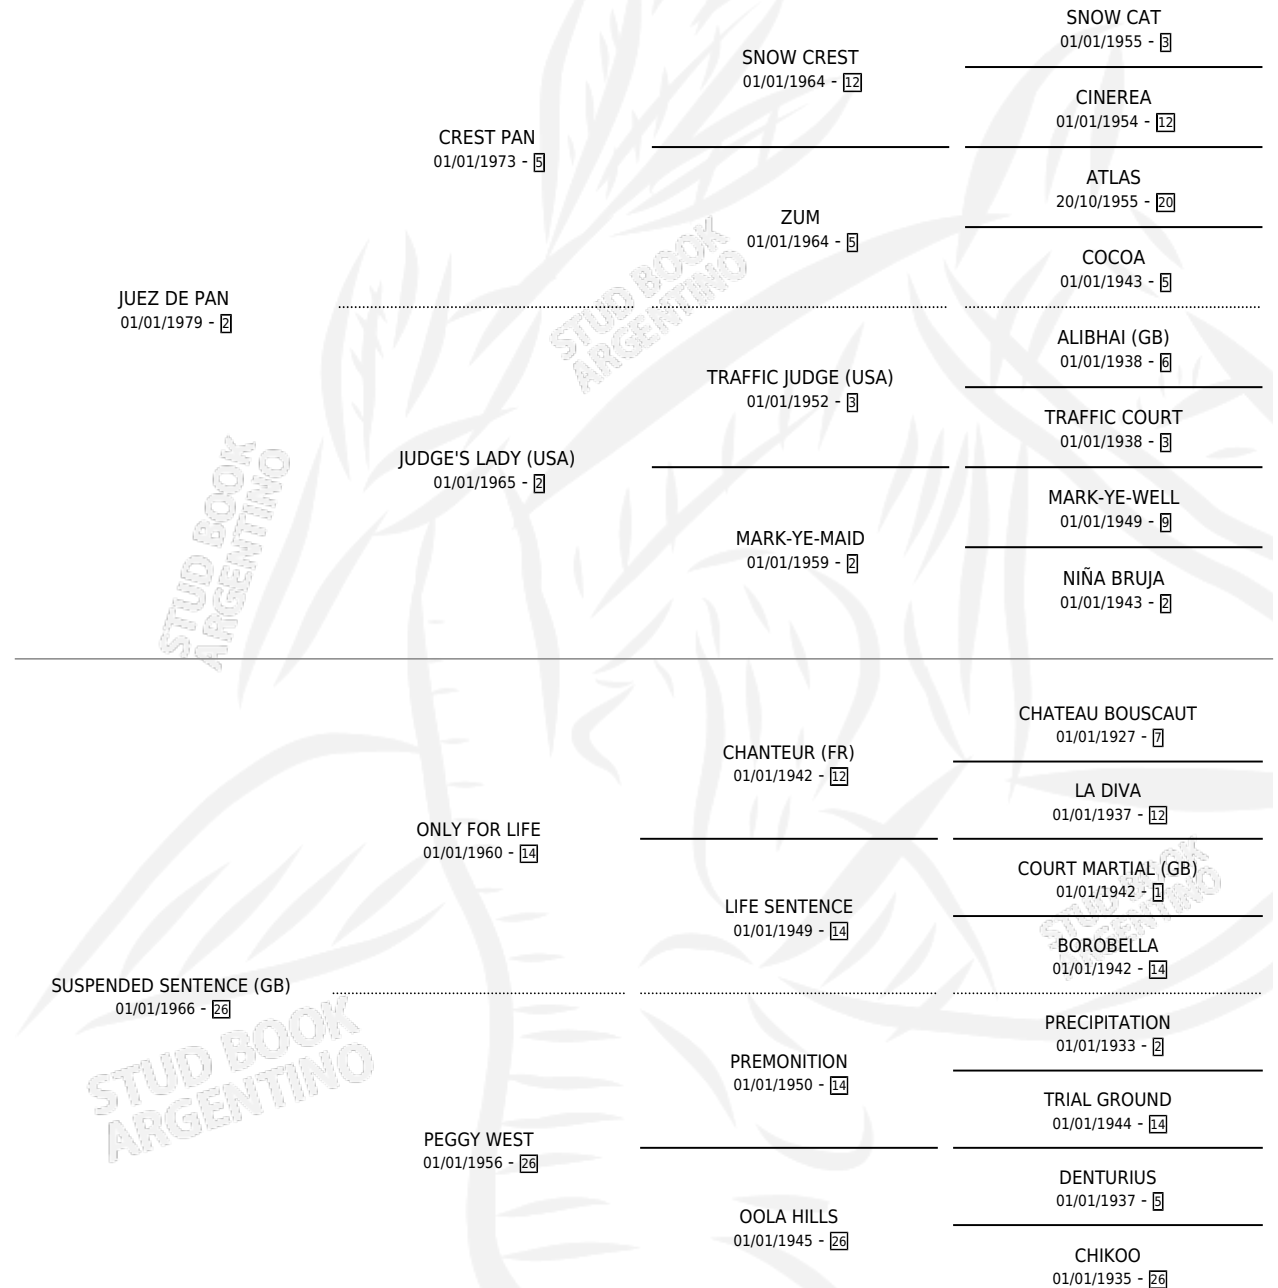 SNOW CAT
01/01/1955 - 3
SNOW CREST
01/01/1964 - 12
CINEREA
01/01/1954 - 12
CREST PAN
01/01/1973 - 5
ATLAS
20/10/1955 - 20
ZUM
01/01/1964 - 5
COCOA
01/01/1943 - 5
JUEZ DE PAN
01/01/1979 - 2
ALIBHAI (GB)
01/01/1938 - 6
TRAFFIC JUDGE (USA)
01/01/1952 - 3
TRAFFIC COURT
01/01/1938 - 3
JUDGE'S LADY (USA)
01/01/1965 - 2
MARK-YE-WELL
01/01/1949 - 9
MARK-YE-MAID
01/01/1959 - 2
NIÑA BRUJA
01/01/1943 - 2
CHATEAU BOUSCAUT
01/01/1927 - 7
CHANTEUR (FR)
01/01/1942 - 12
LA DIVA
01/01/1937 - 12
ONLY FOR LIFE
01/01/1960 - 14
COURT MARTIAL (GB)
01/01/1942 - 1
LIFE SENTENCE
01/01/1949 - 14
BOROBELLA
01/01/1942 - 14
SUSPENDED SENTENCE (GB)
01/01/1966 - 26
PRECIPITATION
01/01/1933 - 2
PREMONITION
01/01/1950 - 14
TRIAL GROUND
01/01/1944 - 14
PEGGY WEST
01/01/1956 - 26
DENTURIUS
01/01/1937 - 5
OOLA HILLS
01/01/1945 - 26
CHIKOO
01/01/1935 - 26
STUD BOOK
ARGENTINO
STUD BOOK
ARGENTINO
STUD BOOK
ARGENTINO
STUD BOOK
ARGENTINO